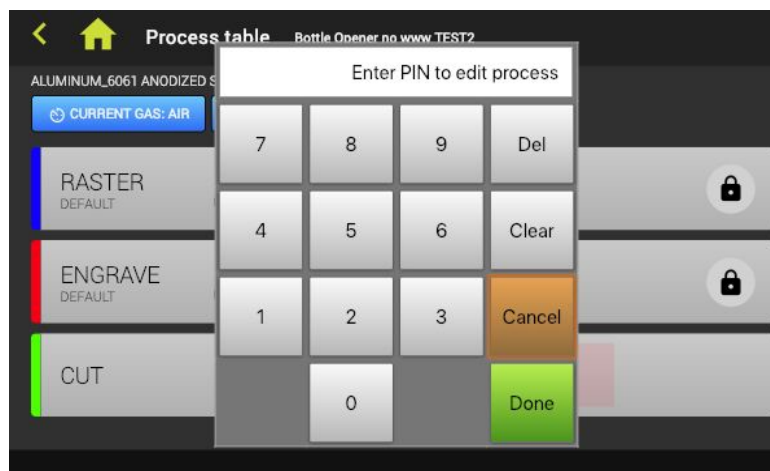 Process table Bottle Opener no www TEST2
ALUMINUM_6061 ANODIZED
CURRENT GAS: AIR
Enter PIN to edit process
7 8 9 Del
4 5 6 Clear
1 2 3 Cancel
0 Done
RASTER
DEFAULT
ENGRAVE
DEFAULT
CUT